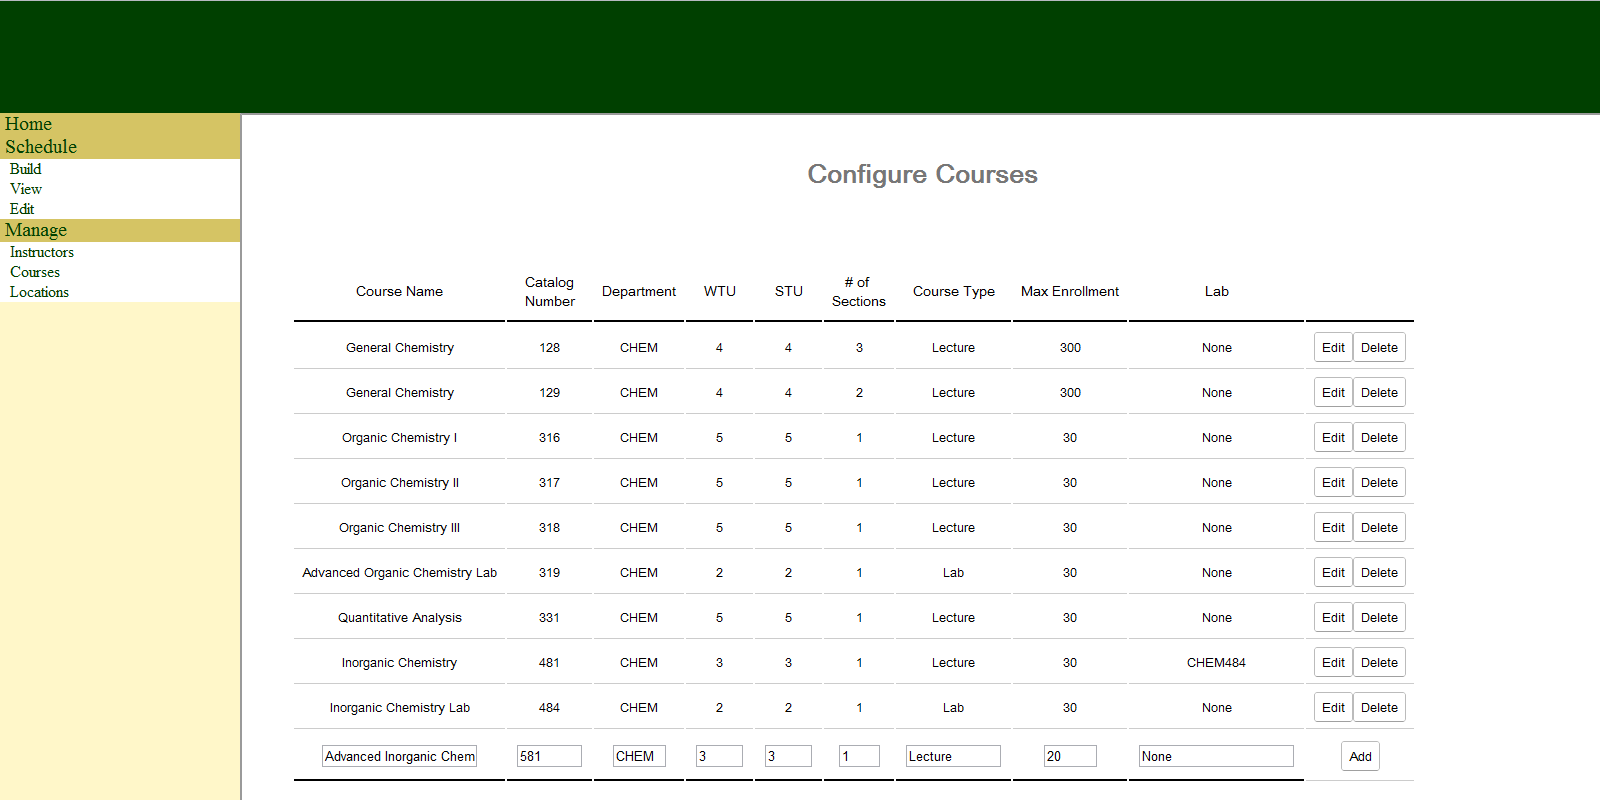 Home
Schedule
Build
View
Edit
Manage
Instructors
Courses
Locations
Configure Courses
Course Name Catalog Number Department WTU STU # of Sections Course Type Max Enrollment Lab
General Chemistry 128 CHEM 4 4 3 Lecture 300 None Edit Delete
General Chemistry 129 CHEM 4 4 2 Lecture 300 None Edit Delete
Organic Chemistry I 316 CHEM 5 5 1 Lecture 30 None Edit Delete
Organic Chemistry II 317 CHEM 5 5 1 Lecture 30 None Edit Delete
Organic Chemistry III 318 CHEM 5 5 1 Lecture 30 None Edit Delete
Advanced Organic Chemistry Lab 319 CHEM 2 2 1 Lab 30 None Edit Delete
Quantitative Analysis 331 CHEM 5 5 1 Lecture 30 None Edit Delete
Inorganic Chemistry 481 CHEM 3 3 1 Lecture 30 CHEM484 Edit Delete
Inorganic Chemistry Lab 484 CHEM 2 2 1 Lab 30 None Edit Delete
Advanced Inorganic Chem 581 CHEM 3 3 1 Lecture 20 None Add